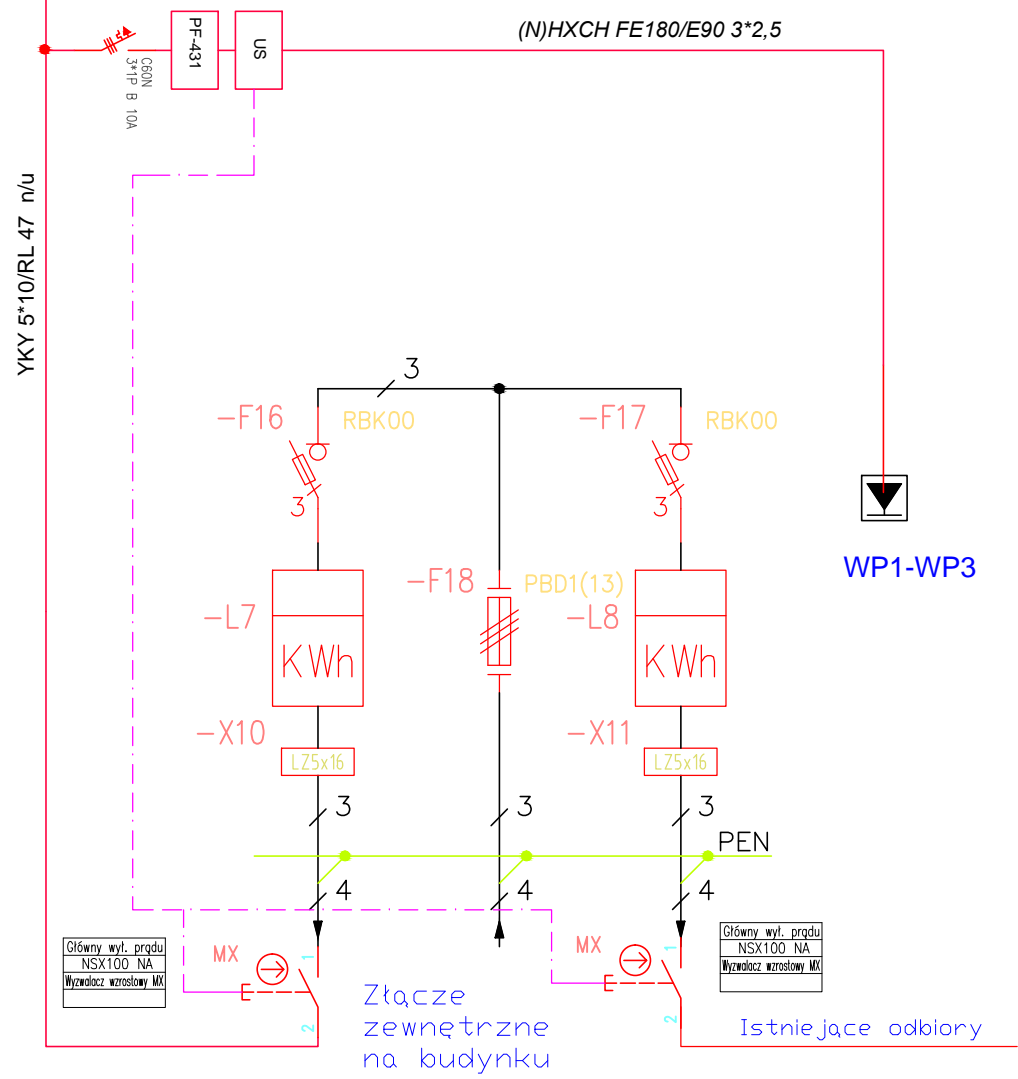 (N)HXCH FE180/E90 3*2,5
PF-431
US
C60N
3*1P B 10A
YKY 5*10/RL 47 n/u
3
-F16
RBK00
-F17
RBK00
3
3
WP1-WP3
-F18
PBD1(13)
-L7
KWh
-L8
KWh
-X10
LZ5x16
-X11
LZ5x16
3
3
3
PEN
4
4
4
Główny wył. prądu
NSX100 NA
Wyzwalacz wzrostowy MX
MX
1
2
Złącze
zewnętrzne
na budynku
MX
1
2
Główny wył. prądu
NSX100 NA
Wyzwalacz wzrostowy MX
Istniejące odbiory